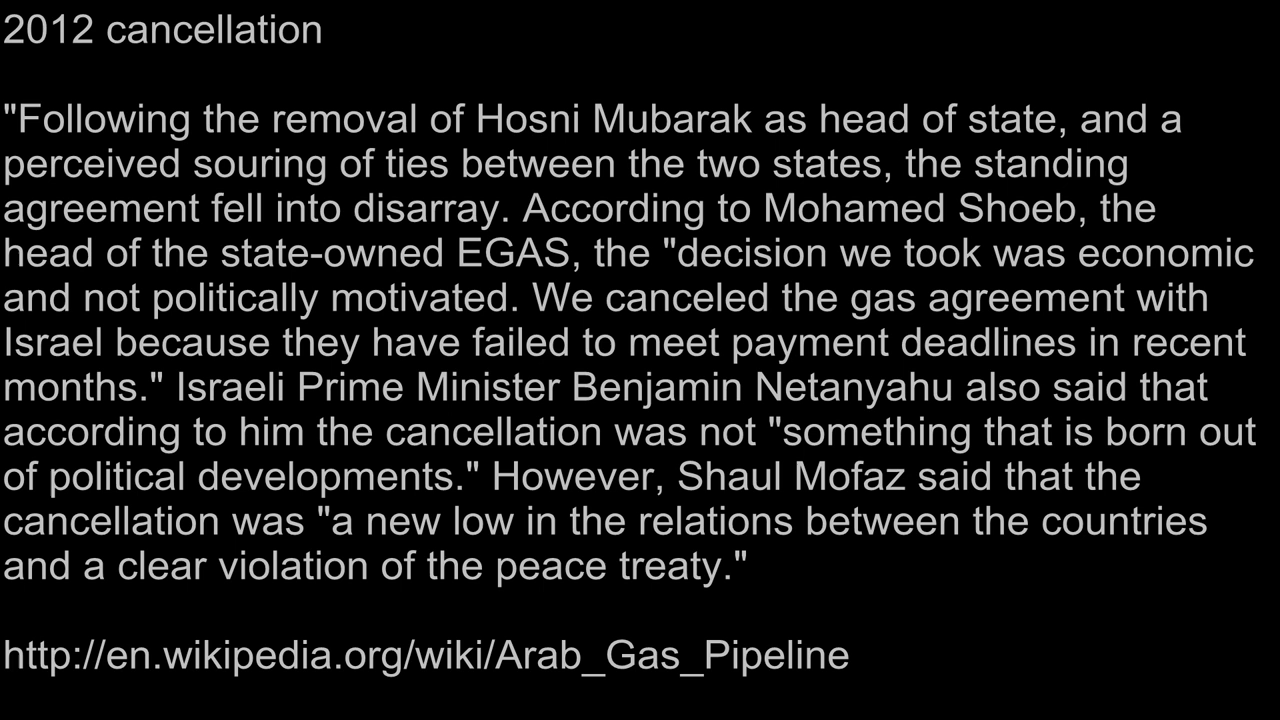 2012 cancellation
"Following the removal of Hosni Mubarak as head of state, and a
perceived souring of ties between the two states, the standing
agreement fell into disarray. According to Mohamed Shoeb, the
head of the state-owned EGAS, the "decision we took was economic
and not politically motivated. We canceled the gas agreement with
Israel because they have failed to meet payment deadlines in recent
months." Israeli Prime Minister Benjamin Netanyahu also said that
according to him the cancellation was not "something that is born out
of political developments." However, Shaul Mofaz said that the
cancellation was "a new low in the relations between the countries
and a clear violation of the peace treaty."
http://en.wikipedia.org/wiki/Arab_Gas_Pipeline